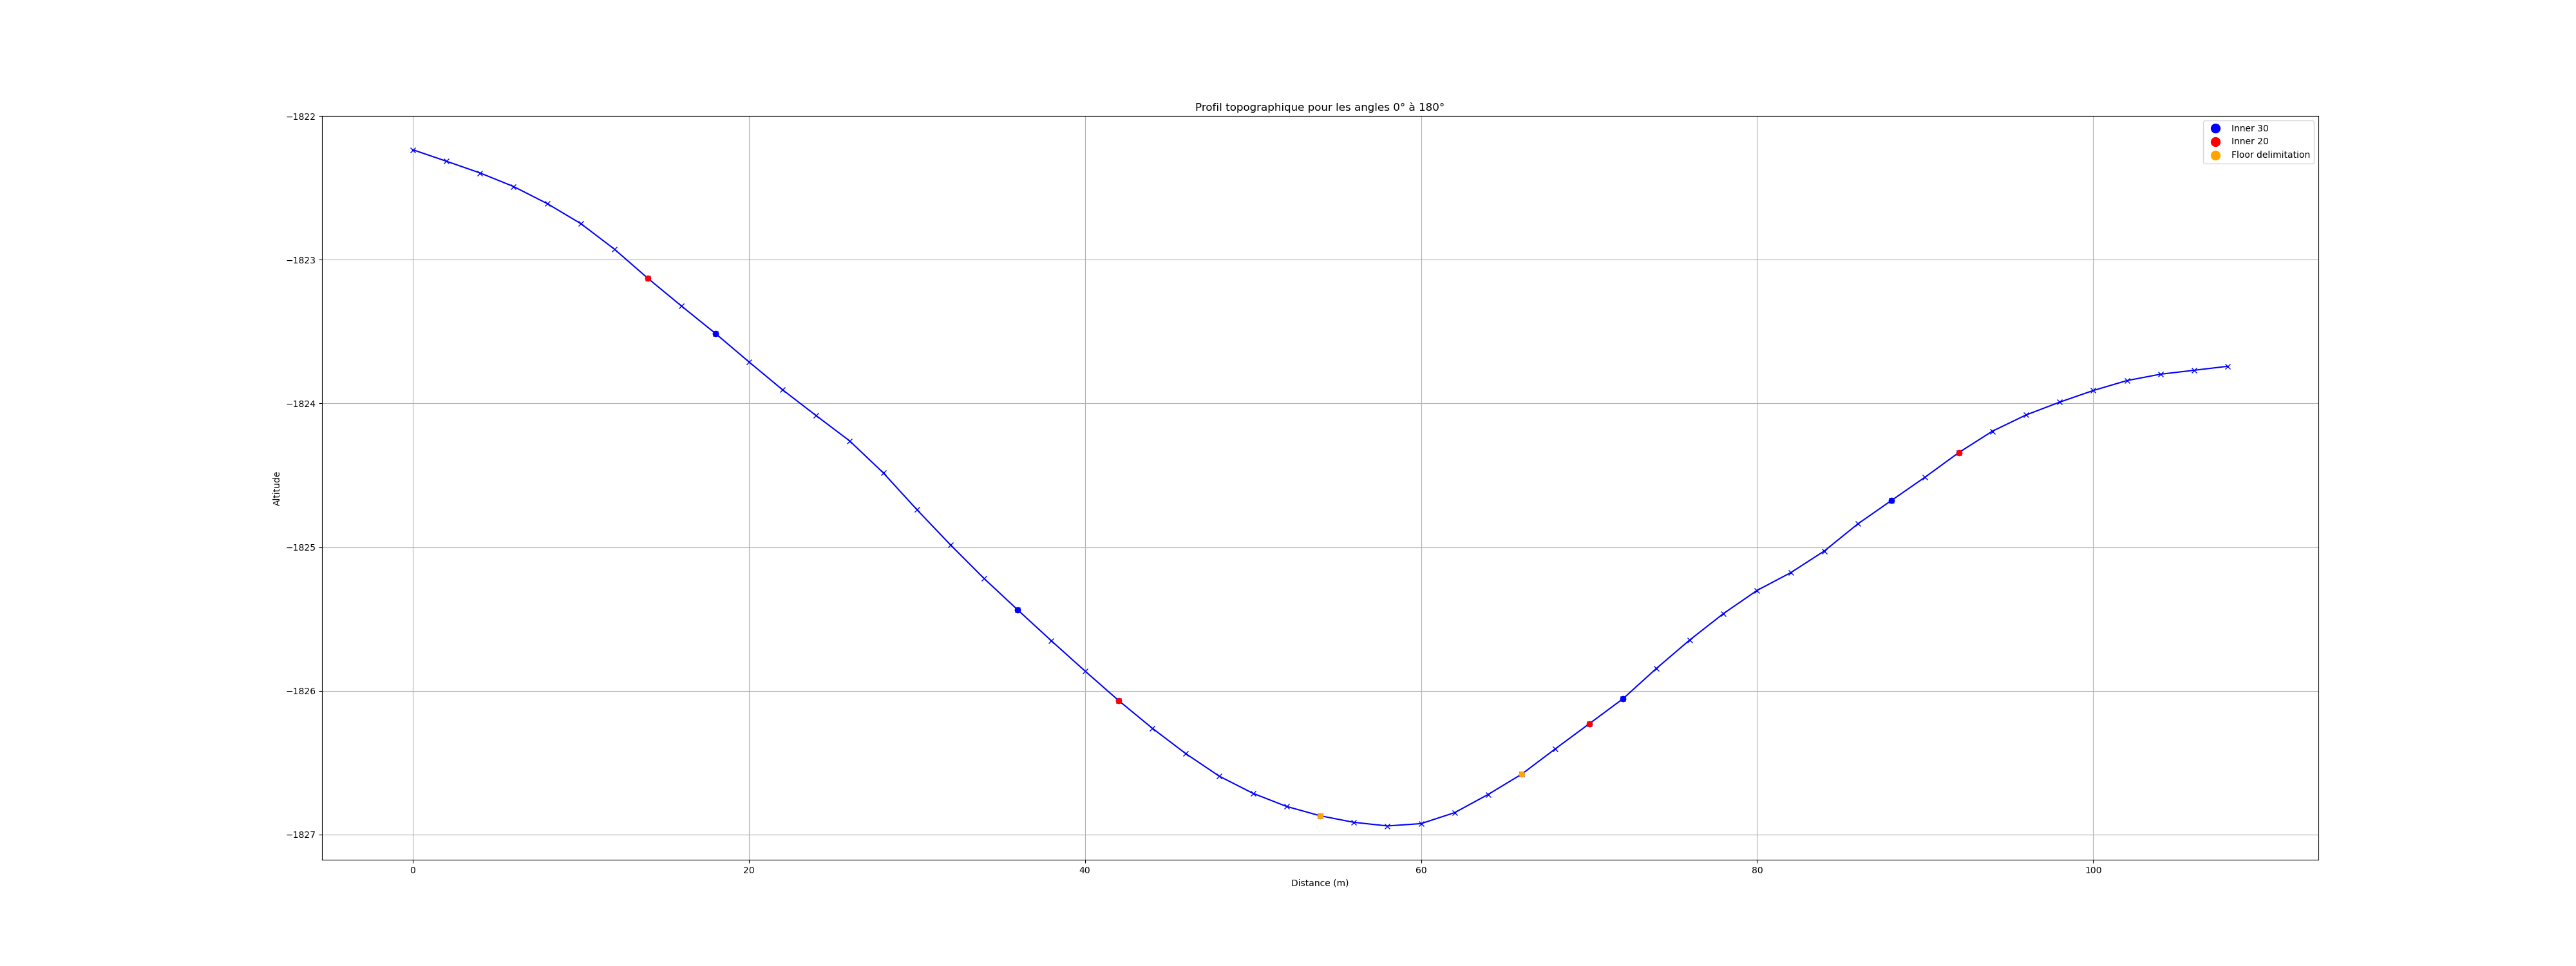 Profil topographique pour les angles 0° à 180°
−1822
−1823
−1824
−1825
−1826
−1827
Altitude
Inner 30
Inner 20
Floor delimitation
0
20
40
60
80
100
Distance (m)